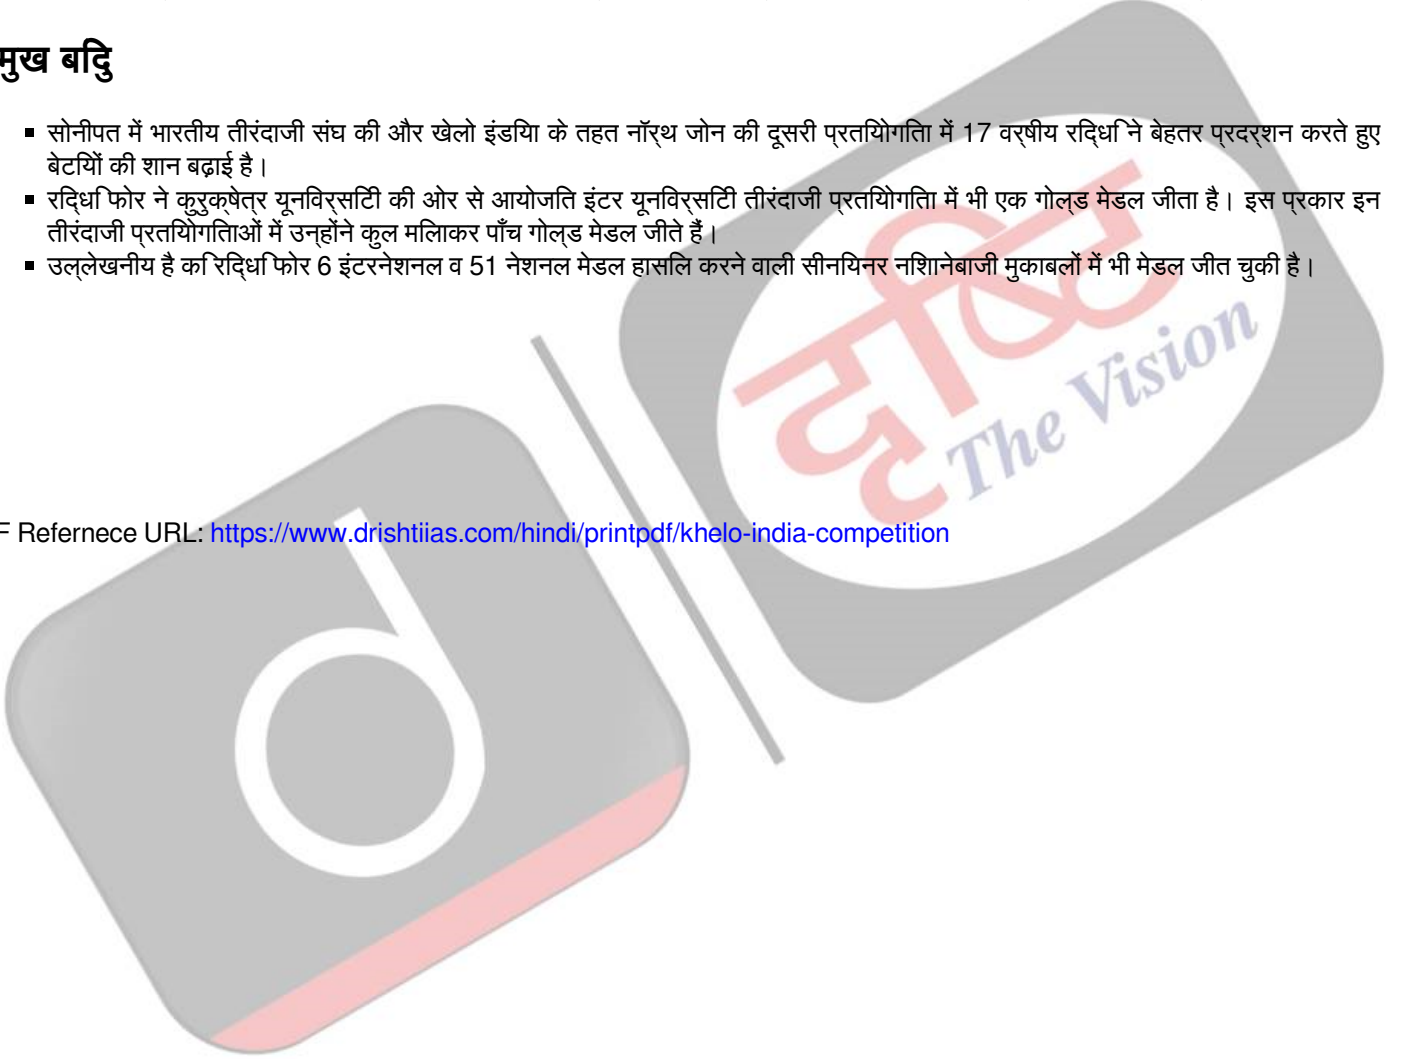 मुख बिंदु
सोनीपत में भारतीय तीरंदाजी संघ की और खेलो इंडिया के तहत नॉर्थ जोन की दूसरी प्रतियोगिता में 17 वर्षीय रिद्धि ने बेहतर प्रदर्शन करते हुए
बेटियों की शान बढ़ाई है।
रिद्धि फोर ने कुरुक्षेत्र यूनिवर्सिटी की ओर से आयोजित इंटर यूनिवर्सिटी तीरंदाजी प्रतियोगिता में भी एक गोल्ड मेडल जीता है। इस प्रकार इन
तीरंदाजी प्रतियोगिताओं में उन्होंने कुल मिलाकर पाँच गोल्ड मेडल जीते हैं।
उल्लेखनीय है कि रिद्धि फोर 6 इंटरनेशनल व 51 नेशनल मेडल हासिल करने वाली सीनियिनर निशानेबाजी मुकाबलों में भी मेडल जीत चुकी है।
दृष्टि
The Vision
F Refernece URL: https://www.drishtiias.com/hindi/printpdf/khelo-india-competition
d